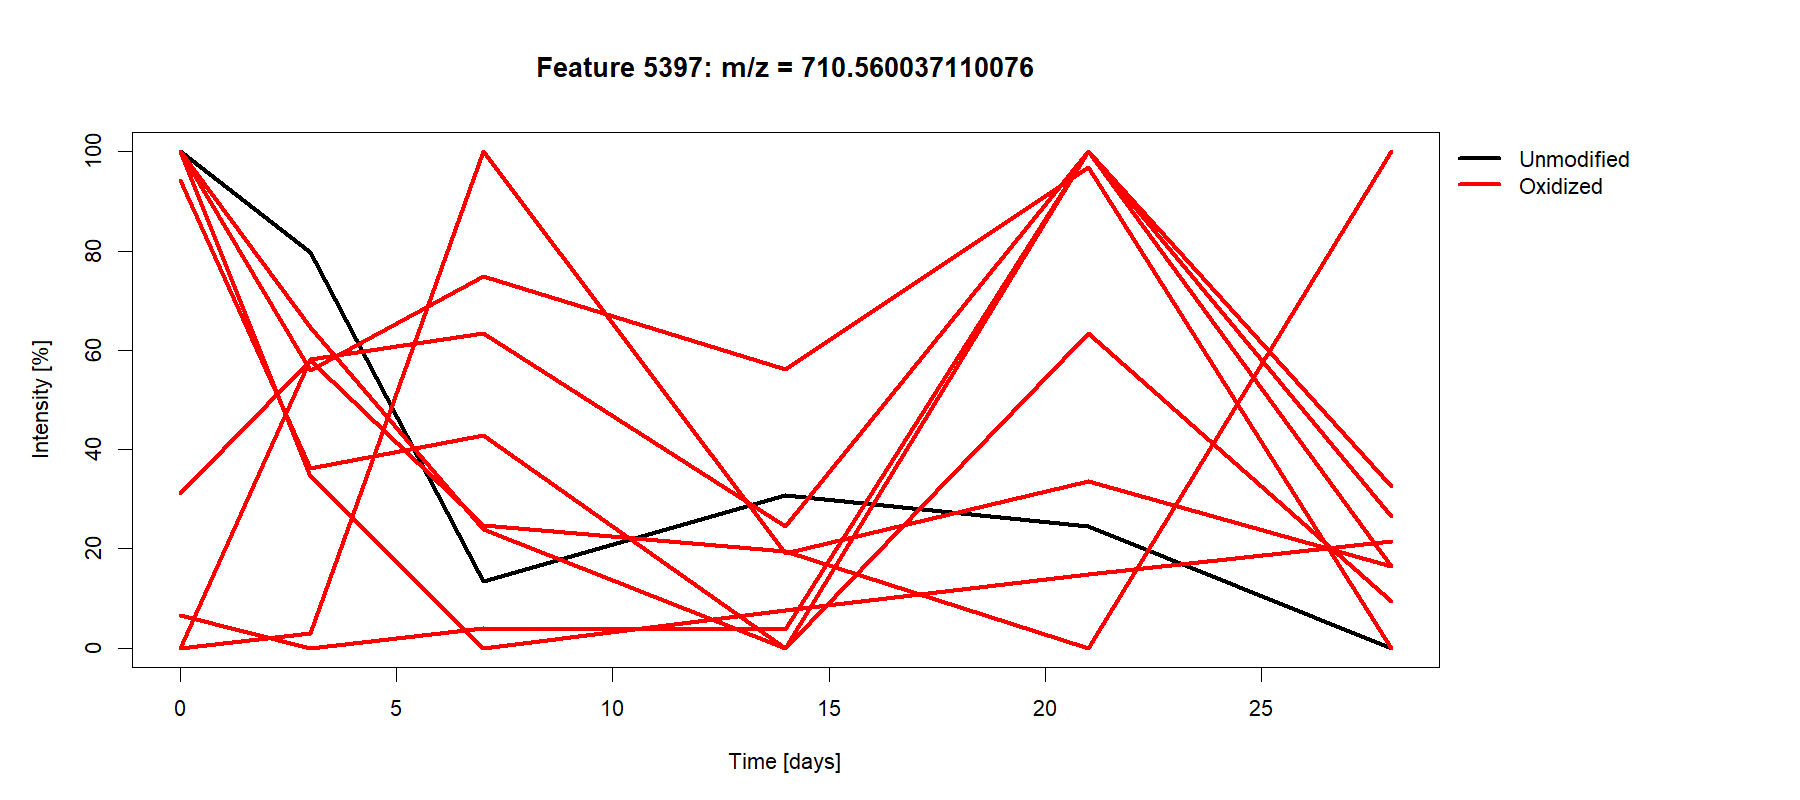 Feature 5397: m/z = 710.560037110076
Unmodified
Oxidized
Intensity [%]
100
80
60
40
20
0
0 5 10 15 20 25
Time [days]